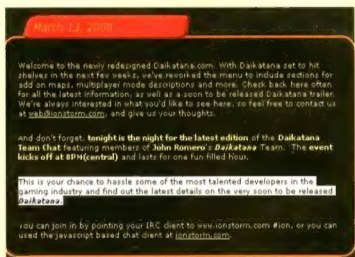 March 13, 2000
Welcome to the newly redesigned Daikatana.com. With Daikatana set to hit
shelves in the next few weeks, we've reworked the menu to include sections for
add on maps, multiplayer mode descriptions and more. Check back here often
for all the latest information, as well as a soon to be released Daikatana trailer.
We're always interested in what you'd like to see here, so feel free to contact us
at web@ionstorm.com, and give us your thoughts.
And don't forget, tonight is the night for the latest edition of the Daikatana
Team Chat featuring members of John Romero's Daikatana Team. The event
kicks off at 8PM(central) and lasts for one fun filled hour.
This is your chance to hassle some of the most talented developers in the
gaming industry and find out the latest details on the very soon to be released
Daikatana.
You can join in by pointing your IRC client to www.ionstorm.com #ion, or you can
used the javascript based chat client at ionstorm.com.